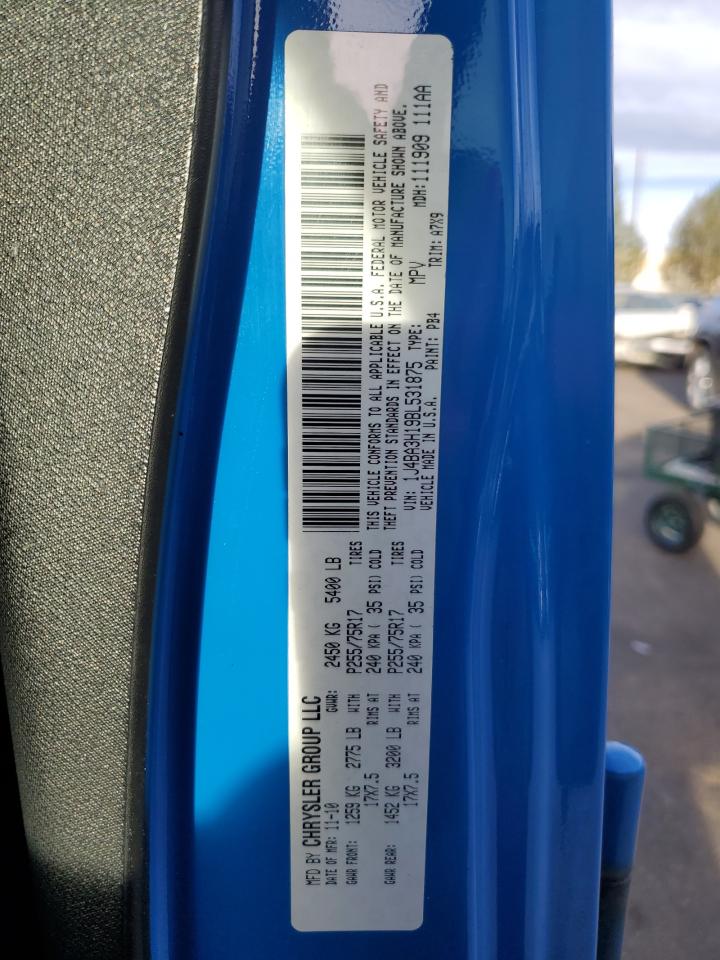 MFD BY CHRYSLER GROUP LLC
DATE OF MFR: 11-10 GVWR: 2450 KG 5400 LB
GAWR FRONT: 1259 KG 2775 LB WITH P255/75R17 TIRES
17X7.5 RIMS AT 240 KPA ( 35 PSI) COLD
GAWR REAR: 1452 KG 3200 LB WITH P255/75R17 TIRES
17X7.5 RIMS AT 240 KPA ( 35 PSI) COLD
THIS VEHICLE CONFORMS TO ALL APPLICABLE U.S.A. FEDERAL MOTOR VEHICLE SAFETY AND
THEFT PREVENTION STANDARDS IN EFFECT ON THE DATE OF MANUFACTURE SHOWN ABOVE.
VIN: 1J4BA3H19BL531875 TYPE: MPV MDH: 111909 111AA
VEHICLE MADE IN U.S.A. PAINT: PB4 TRIM: A7X9